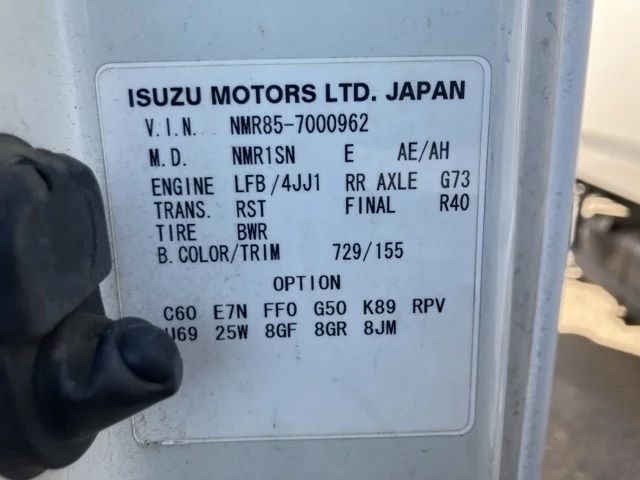 ISUZU MOTORS LTD. JAPAN
V.I.N. NMR85-7000962
M.D. NMR1SN E AE/AH
ENGINE LFB/4JJ1 RR AXLE G73
TRANS. RST FINAL R40
TIRE BWR
B.COLOR/TRIM 729/155
OPTION
C60 E7N FF0 G50 K89 RPV
25W 8GF 8GR 8JM